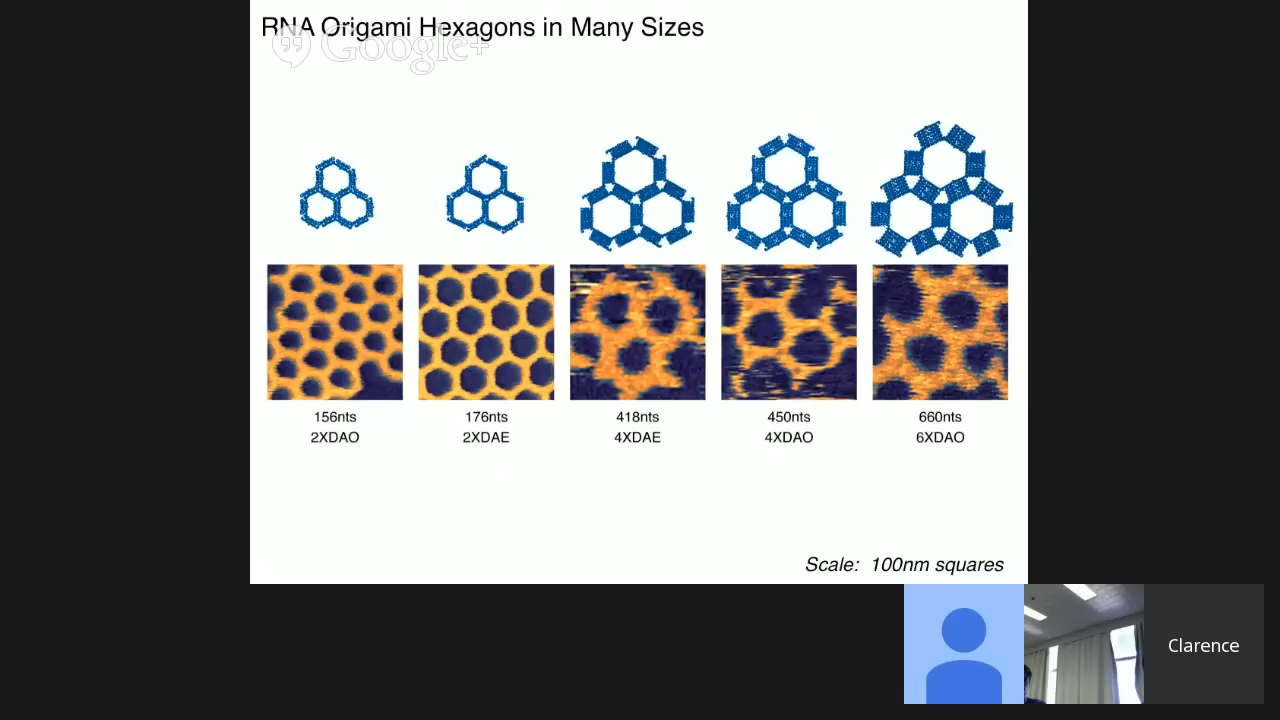 RNA Origami Hexagons in Many Sizes
Google+
156nts
2XDAO
176nts
2XDAE
418nts
4XDAE
450nts
4XDAO
660nts
6XDAO
Scale: 100nm squares
Clarence